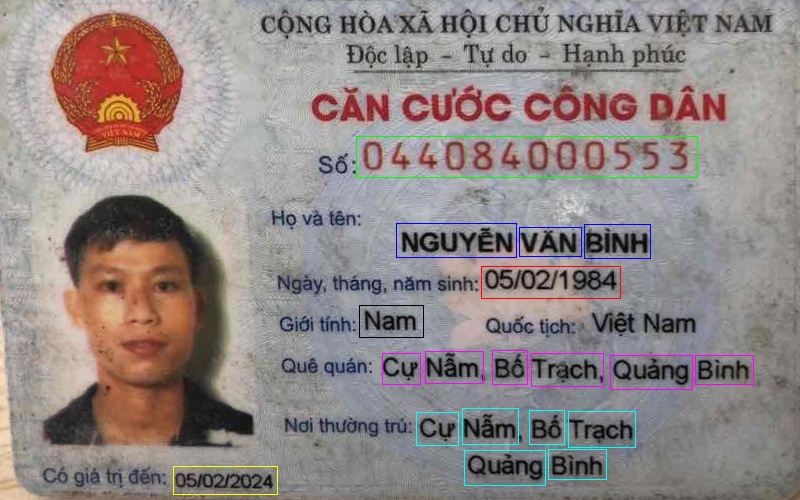 CỘNG HÒA XÃ HỘI CHỦ NGHĨA VIỆT NAM
Độc lập - Tự do - Hạnh phúc
CĂN CƯỚC CÔNG DÂN
Số: 044084000553
Họ và tên:
NGUYỄN VĂN BÌNH
Ngày, tháng, năm sinh: 05/02/1984
Giới tính: Nam Quốc tịch: Việt Nam
Quê quán: Cự Nẫm, Bố Trạch, Quảng Bình
Nơi thường trú: Cự Nẫm, Bố Trạch
Quảng Bình
Có giá trị đến: 05/02/2024
VIỆT NAM